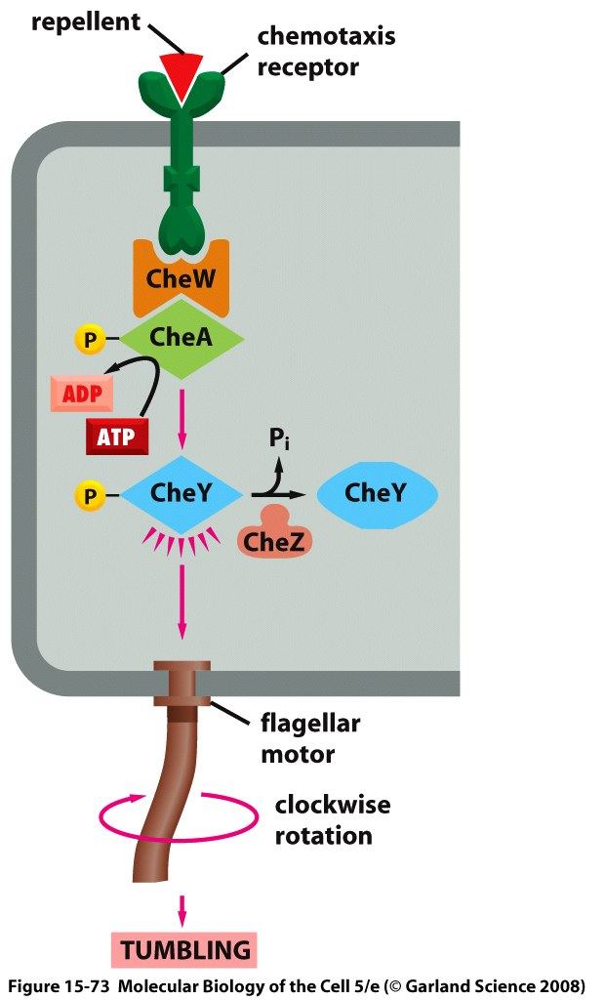 repellent
chemotaxis
receptor
CheW
P
CheA
ADP
ATP
Pi
P
CheY
CheY
CheZ
flagellar
motor
clockwise
rotation
TUMBLING
Figure 15-73 Molecular Biology of the Cell 5/e (© Garland Science 2008)